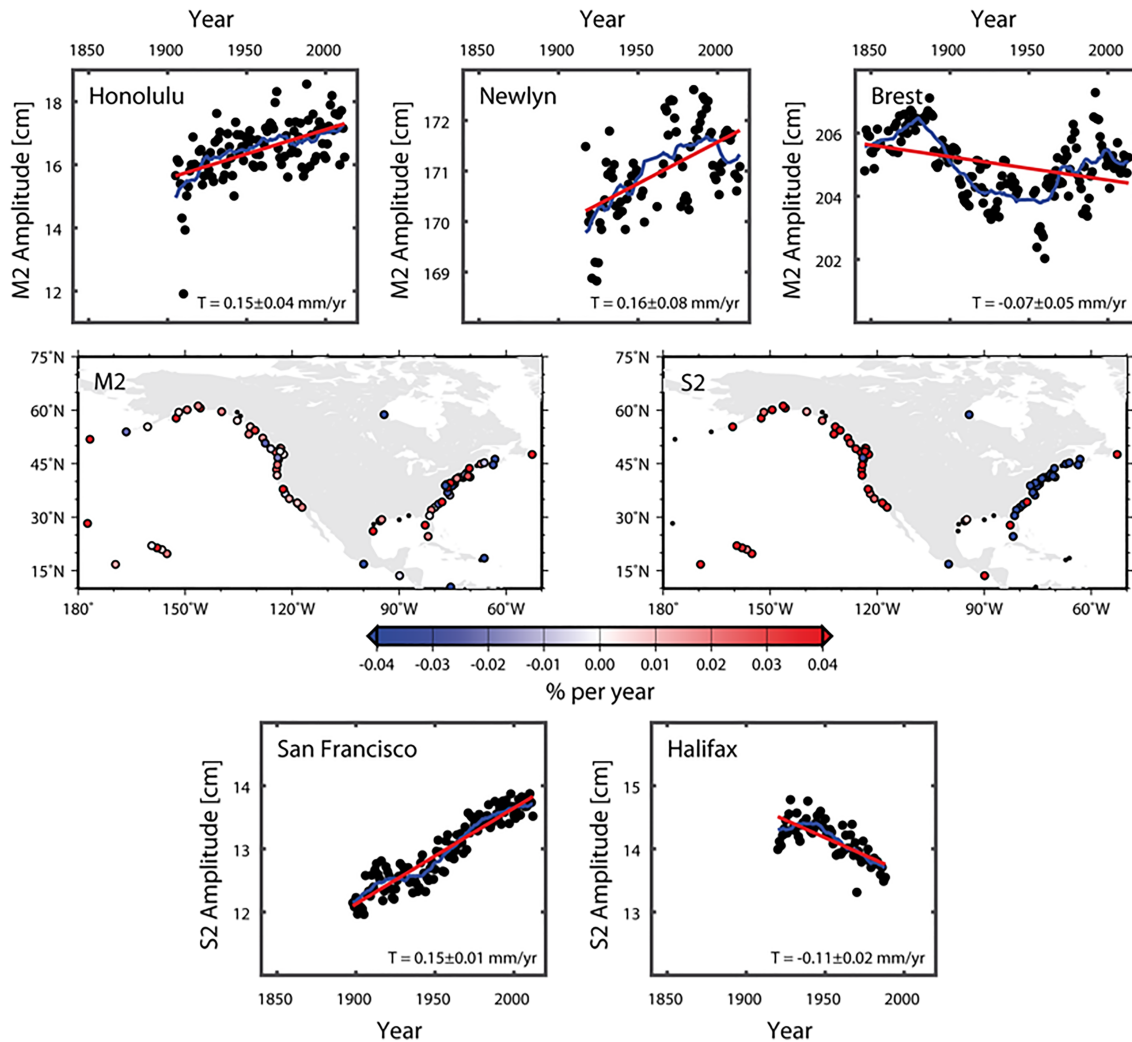 Year
Year
Year
1850 1900 1950 2000
1850 1900 1950 2000
1850 1900 1950 2000
Honolulu
M2 Amplitude [cm]
18
16
14
12
T = 0.15±0.04 mm/yr
Newlyn
M2 Amplitude [cm]
172
171
170
169
T = 0.16±0.08 mm/yr
Brest
M2 Amplitude [cm]
206
204
202
T = -0.07±0.05 mm/yr
M2
75°N
60°N
45°N
30°N
15°N
180° 150°W 120°W 90°W 60°W
S2
75°N
60°N
45°N
30°N
15°N
180° 150°W 120°W 90°W 60°W
-0.04 -0.03 -0.02 -0.01 0.00 0.01 0.02 0.03 0.04
% per year
San Francisco
S2 Amplitude [cm]
14
13
12
T = 0.15±0.01 mm/yr
1850 1900 1950 2000
Year
Halifax
S2 Amplitude [cm]
15
14
13
T = -0.11±0.02 mm/yr
1850 1900 1950 2000
Year